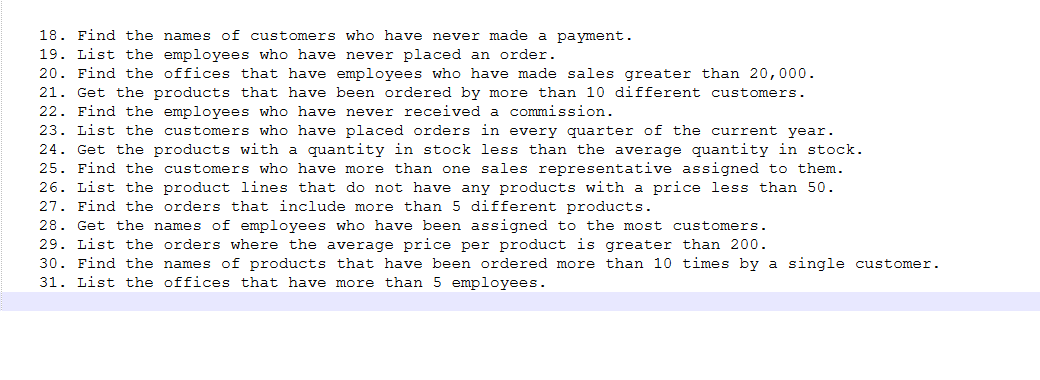 18. Find the names of customers who have never made a payment.
19. List the employees who have never placed an order.
20. Find the offices that have employees who have made sales greater than 20,000.
21. Get the products that have been ordered by more than 10 different customers.
22. Find the employees who have never received a commission.
23. List the customers who have placed orders in every quarter of the current year.
24. Get the products with a quantity in stock less than the average quantity in stock.
25. Find the customers who have more than one sales representative assigned to them.
26. List the product lines that do not have any products with a price less than 50.
27. Find the orders that include more than 5 different products.
28. Get the names of employees who have been assigned to the most customers.
29. List the orders where the average price per product is greater than 200.
30. Find the names of products that have been ordered more than 10 times by a single customer.
31. List the offices that have more than 5 employees.